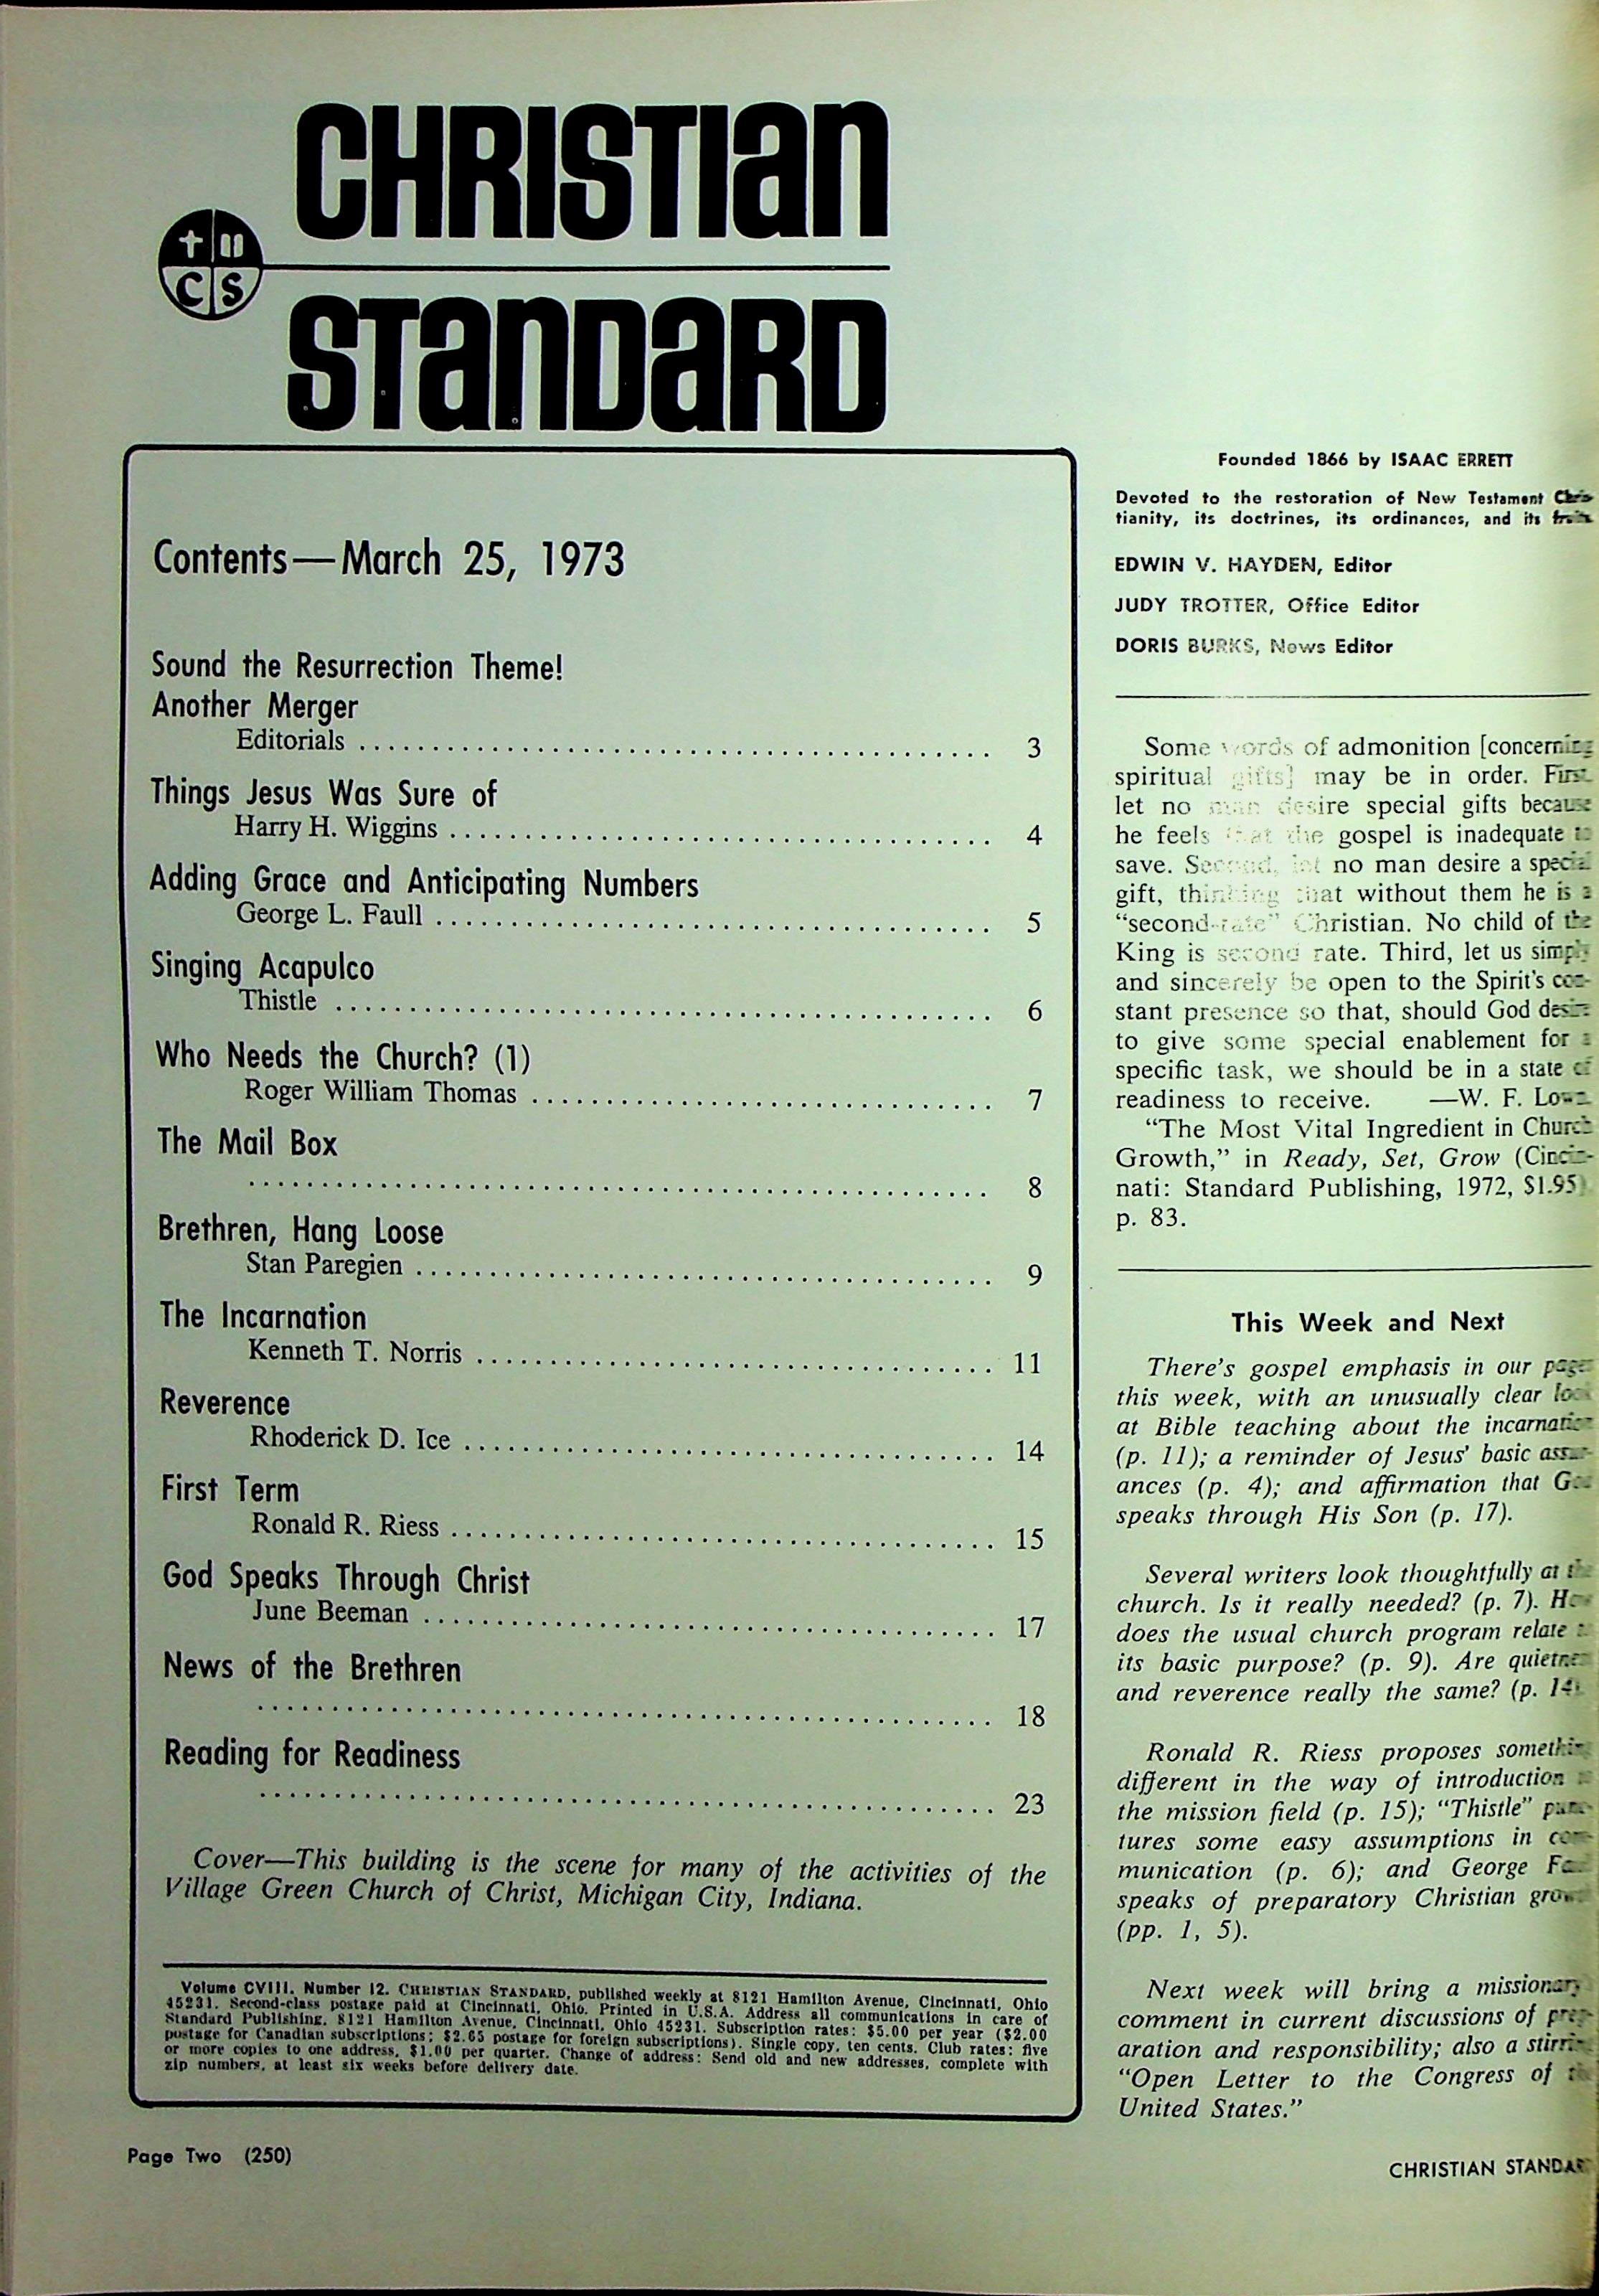 CHRISTIAN
C S
STANDARD
Contents—March 25, 1973
Sound the Resurrection Theme!
Another Merger
Editorials 3
Things Jesus Was Sure of
Harry H. Wiggins 4
Adding Grace and Anticipating Numbers
George L. Faull 5
Singing Acapulco
Thistle 6
Who Needs the Church? (1)
Roger William Thomas 7
The Mail Box
8
Brethren, Hang Loose
Stan Paregien 9
The Incarnation
Kenneth T. Norris 11
Reverence
Rhoderick D. Ice 14
First Term
Ronald R. Riess 15
God Speaks Through Christ
June Beeman 17
News of the Brethren
18
Reading for Readiness
23
Cover—This building is the scene for many of the activities of the
Village Green Church of Christ, Michigan City, Indiana.
Volume CVIII. Number 12. CHRISTIAN STANDARD, published weekly at 8121 Hamilton Avenue, Cincinnati, Ohio
45231. Second-class postage paid at Cincinnati, Ohio. Printed in U.S.A. Address all communications in care of
Standard Publishing, 8121 Hamilton Avenue, Cincinnati, Ohio 45231. Subscription rates: $5.00 per year ($2.00
postage for Canadian subscriptions; $2.65 postage for foreign subscriptions). Single copy, ten cents. Club rates: five
or more copies to one address, $1.00 per quarter. Change of address: Send old and new addresses, complete with
zip numbers, at least six weeks before delivery date.
Page Two (250)
Founded 1866 by ISAAC ERRETT
Devoted to the restoration of New Testament Chris-
tianity, its doctrines, its ordinances, and its
EDWIN V. HAYDEN, Editor
JUDY TROTTER, Office Editor
DORIS BURKS, News Editor
Some words of admonition [concerning
spiritual gifts] may be in order. First,
let no man desire special gifts because
he feels that the gospel is inadequate to
save. Second, let no man desire a special
gift, thinking that without them he is a
“second-rate” Christian. No child of the
King is second rate. Third, let us simply
and sincerely be open to the Spirit's con-
stant presence so that, should God desire
to give some special enablement for a
specific task, we should be in a state of
readiness to receive. —W. F.
“The Most Vital Ingredient in Church
Growth,” in Ready, Set, Grow (Cincin-
nati: Standard Publishing, 1972, $1.95)
p. 83.
This Week and Next
There's gospel emphasis in our pages
this week, with an unusually clear look
at Bible teaching about the incarnation
(p. 11); a reminder of Jesus' basic assur-
ances (p. 4); and affirmation that God
speaks through His Son (p. 17).
Several writers look thoughtfully at the
church. Is it really needed? (p. 7). How
does the usual church program relate to
its basic purpose? (p. 9). Are quietness
and reverence really the same? (p. 14)
Ronald R. Riess proposes something
different in the way of introduction to
the mission field (p. 15); “Thistle” punc-
tures some easy assumptions in com-
munication (p. 6); and George Faull
speaks of preparatory Christian growth
(pp. 1, 5).
Next week will bring a missionary
comment in current discussions of prep-
aration and responsibility; also a stirring
“Open Letter to the Congress of the
United States.”
CHRISTIAN STANDARD